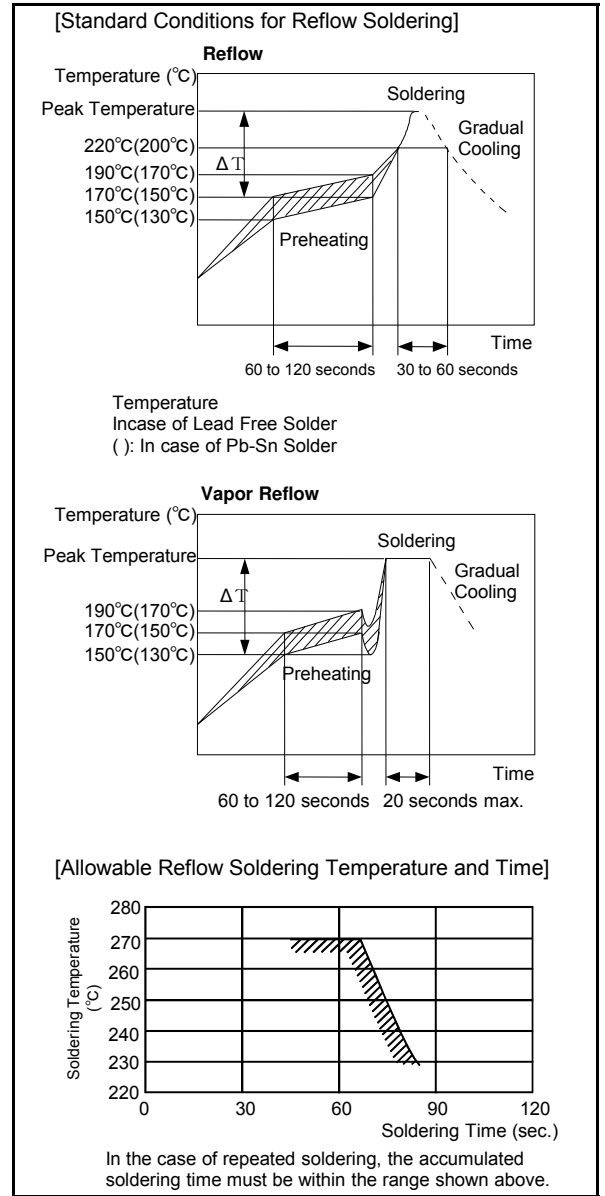 [Standard Conditions for Reflow Soldering]
Reflow
Temperature (°C)
Peak Temperature
Soldering
Gradual
Cooling
220°C(200°C)
ΔT
190°C(170°C)
170°C(150°C)
150°C(130°C)
Preheating
Time
60 to 120 seconds
30 to 60 seconds
Temperature
Incase of Lead Free Solder
( ): In case of Pb-Sn Solder
Vapor Reflow
Temperature (°C)
Soldering
Peak Temperature
Gradual
Cooling
ΔT
190°C(170°C)
170°C(150°C)
150°C(130°C)
Preheating
Time
60 to 120 seconds
20 seconds max.
[Allowable Reflow Soldering Temperature and Time]
Soldering Temperature
(°C)
280
270
260
250
240
230
220
0
30
60
90
120
Soldering Time (sec.)
In the case of repeated soldering, the accumulated
soldering time must be within the range shown above.